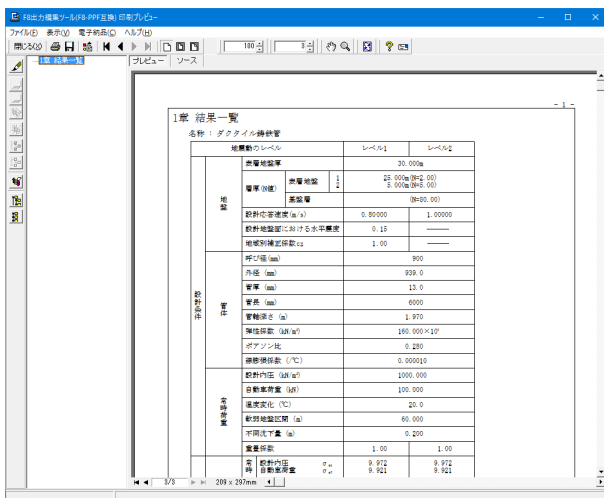 F8出力編集ツール(F8-PPF互換) 印刷プレビュー
ファイル(F) 表示(V) 電子納品(C) ヘルプ(H)
閉じる(X) 100 3
1章 結果一覧
プレビュー ソース
- 1 -
1章 結果一覧
名称 : ダクタイル鋳鉄管
地震動のレベル レベル1 レベル2
設計条件
地盤
表層地盤厚 30.000m
層厚(N値) 表層地盤 1 25.000m(N=2.00)
2 5.000m(N=5.00)
基盤層 (N=80.00)
設計応答速度(m/s) 0.80000 1.00000
設計地盤面における水平震度 0.15 ———
地域別補正係数cz 1.00 ———
管体
呼び径(mm) 900
外径 (mm) 939.0
管厚 (mm) 13.0
管長 (mm) 6000
管軸深さ (m) 1.970
弾性係数 (kN/m²) 160.000×10⁶
ポアソン比 0.280
線膨張係数 (/℃) 0.000010
常時荷重
設計内圧 (kN/m²) 1000.000
自動車荷重 (kN) 100.000
温度変化 (℃) 20.0
軟弱地盤区間 (m) 60.000
不同沈下量 (m) 0.200
重量係数 1.00 1.00
常時
設計内圧 9.972 9.972
自動車荷重 9.921 9.921
3/3 209 x 297mm